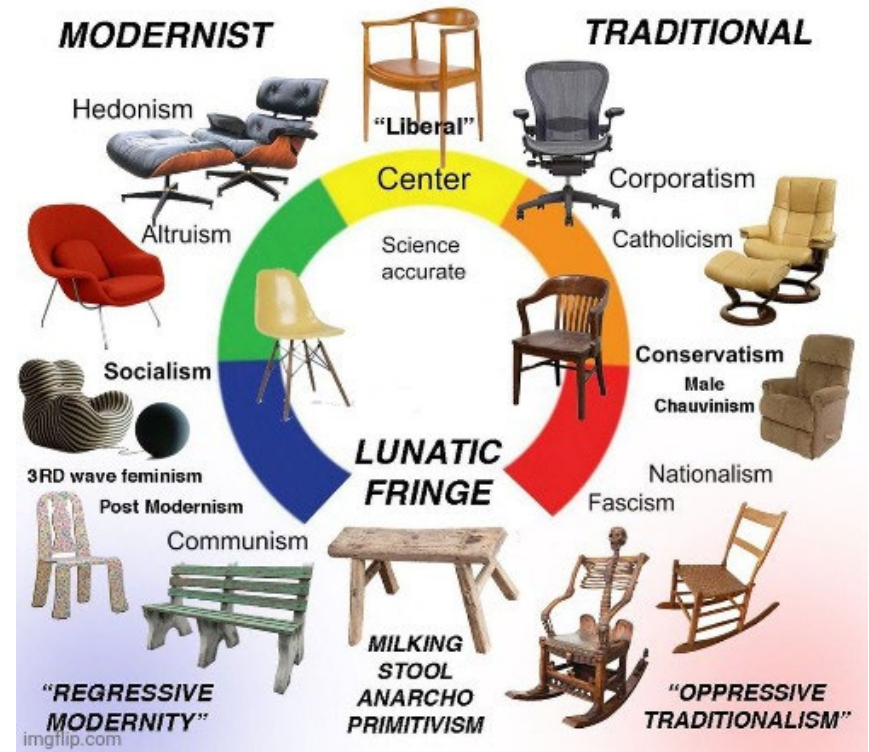 MODERNIST
TRADITIONAL
Hedonism
“Liberal”
Center
Corporatism
Altruism
Catholicism
Science
accurate
Socialism
Conservatism
Male
Chauvinism
LUNATIC
FRINGE
3RD wave feminism
Nationalism
Post Modernism
Fascism
Communism
MILKING
STOOL
ANARCHO
PRIMITIVISM
“REGRESSIVE
MODERNITY”
“OPPRESSIVE
TRADITIONALISM”
imgflip.com